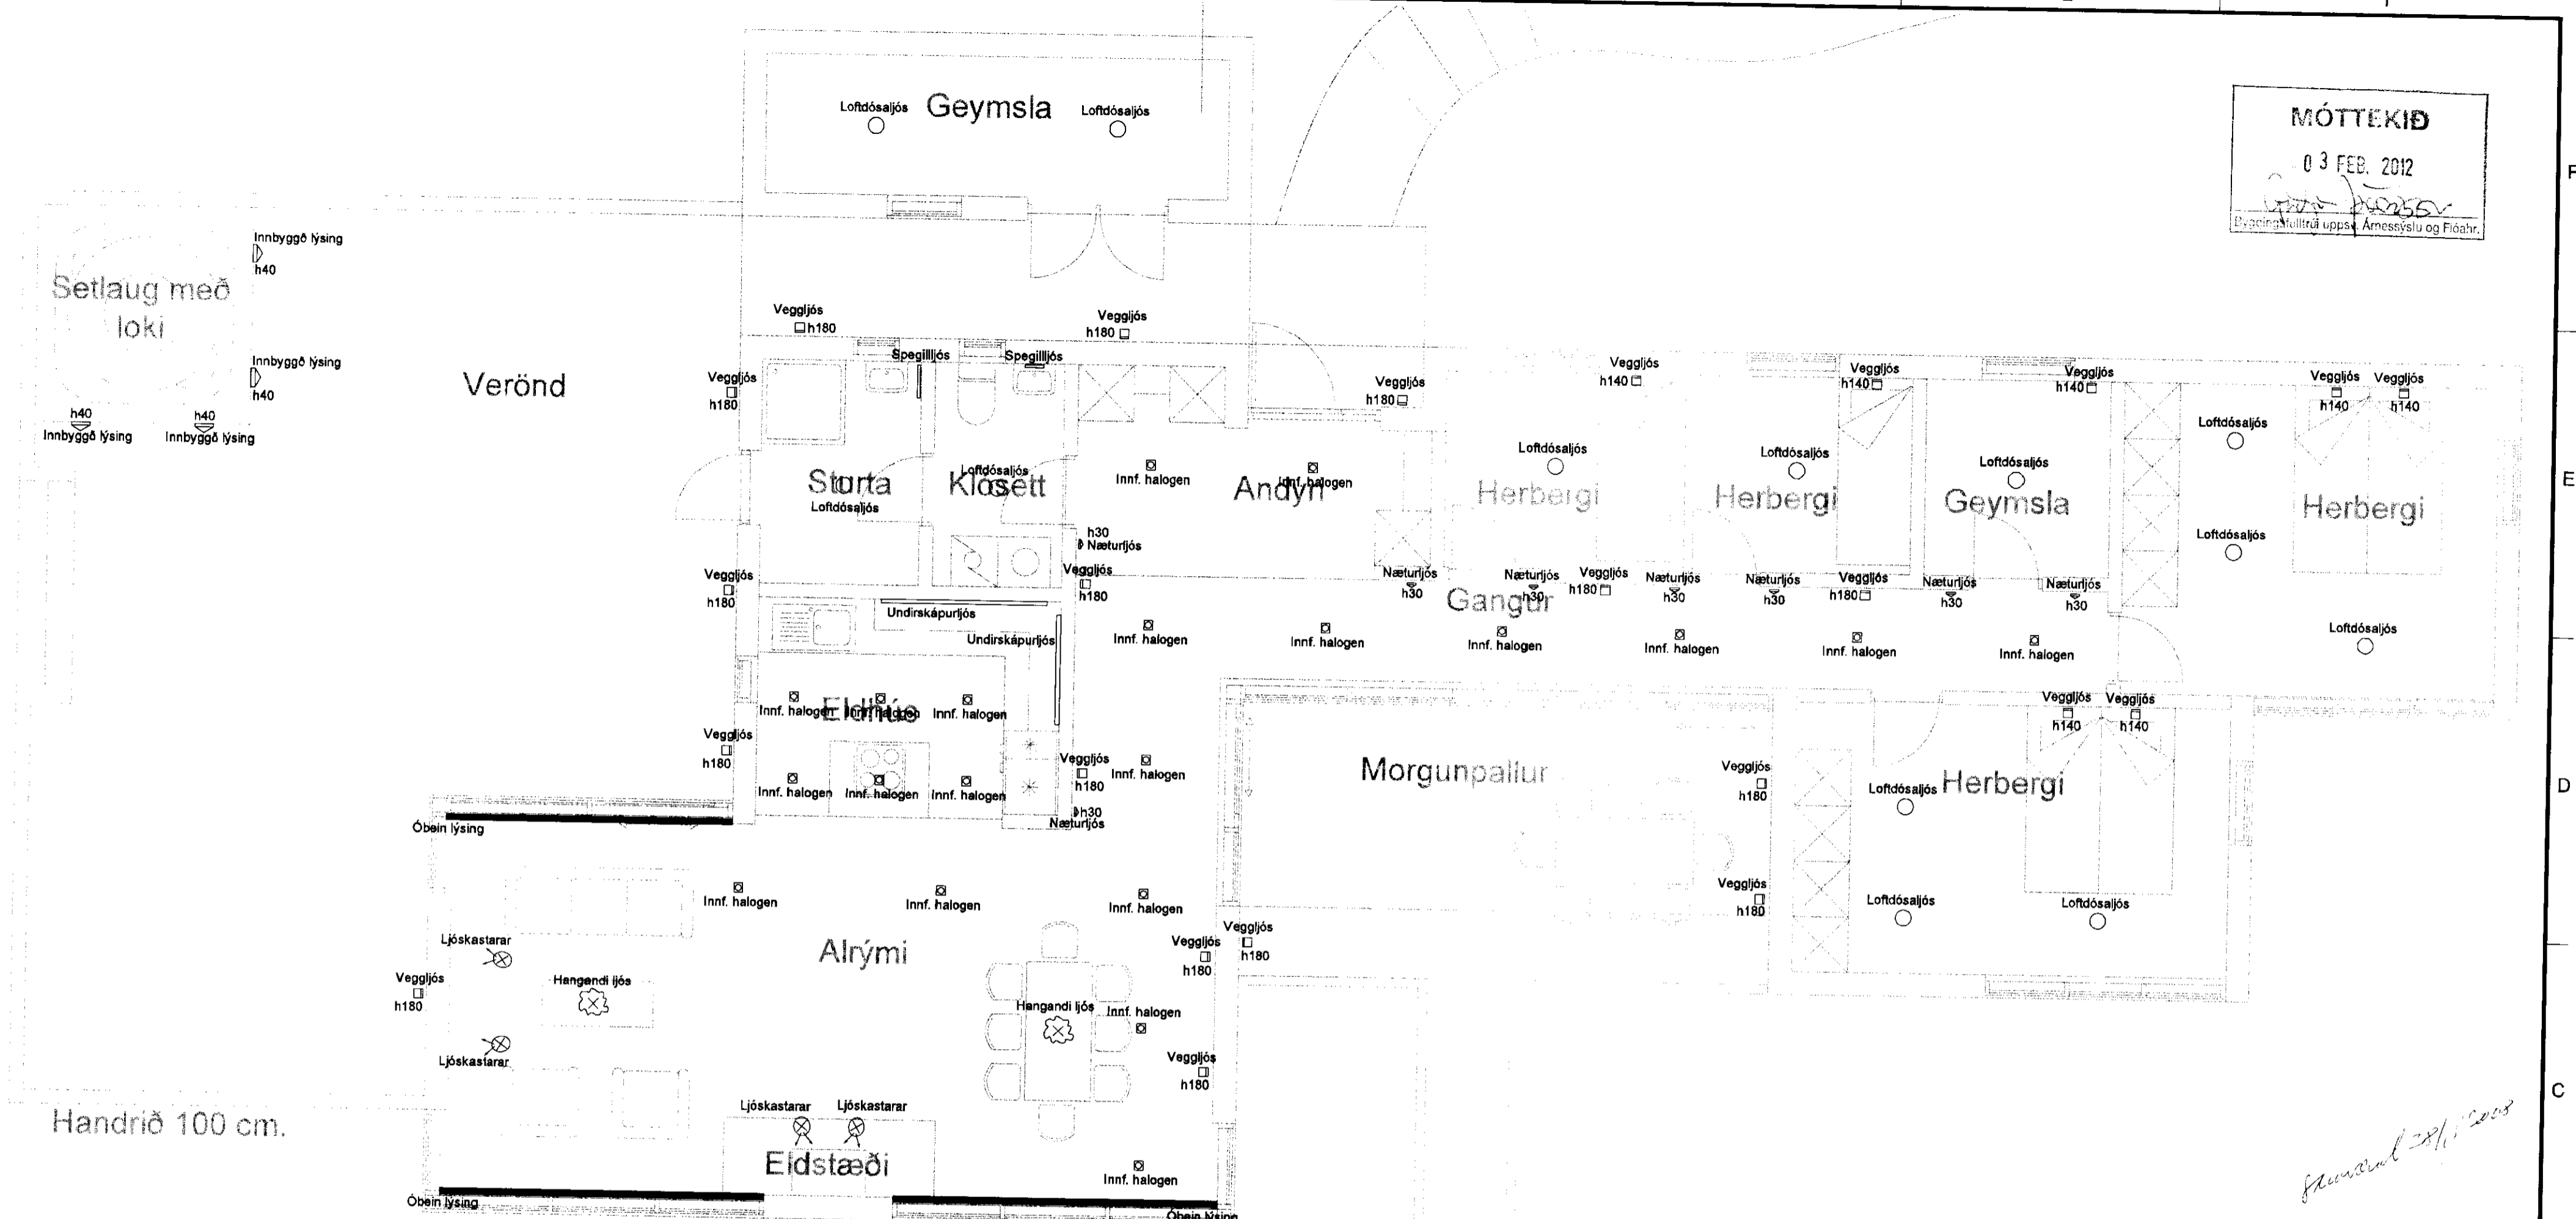 Loftdósaljós
Geymsla
Loftdósaljós
MÓTTEKIÐ
03 FEB. 2012
Byggingafulltrúi upps. Árnessýslu og Flóahr.
F
Innbyggð lýsing
h40
Setlaug með
loki
Innbyggð lýsing
h40
h40
Innbyggð lýsing
h40
Innbyggð lýsing
Verönd
Veggljós
h180
Veggljós
h180
Spegilljós
Spegilljós
Veggljós
h180
Veggljós
h180
Veggljós
h140
Veggljós
h140
Veggljós
h140
Veggljós
h140
Veggljós
h140
Sturta
Loftdósaljós
Loftdósaljós
Klósett
Innf. halogen
Andyri
Innf. halogen
Loftdósaljós
Herbergi
Loftdósaljós
Herbergi
Loftdósaljós
Geymsla
Loftdósaljós
Loftdósaljós
Herbergi
E
h30
Næturljós
Veggljós
h180
Veggljós
h180
Næturljós
h30
Næturljós
h30
Veggljós
h180
Næturljós
h30
Næturljós
h30
Veggljós
h180
Næturljós
h30
Næturljós
h30
Gangur
Undirskápurljós
Undirskápurljós
Innf. halogen
Innf. halogen
Innf. halogen
Innf. halogen
Innf. halogen
Innf. halogen
Loftdósaljós
Eldhús
Innf. halogen
Innf. halogen
Innf. halogen
Veggljós
h180
Innf. halogen
Innf. halogen
Innf. halogen
Veggljós
h180
Innf. halogen
h30
Næturljós
Morgunpallur
Veggljós
h180
Veggljós
h140
Veggljós
h140
Loftdósaljós
Herbergi
D
Óbein lýsing
Innf. halogen
Innf. halogen
Innf. halogen
Veggljós
h180
Loftdósaljós
Loftdósaljós
Ljóskastarar
Alrými
Veggljós
h180
Veggljós
h180
Veggljós
h180
Hangandi ljós
Hangandi ljós
Innf. halogen
Ljóskastarar
Veggljós
h180
C
Handrið 100 cm.
Ljóskastarar
Ljóskastarar
Eldstæði
Innf. halogen
Óbein lýsing
Óbein lýsing